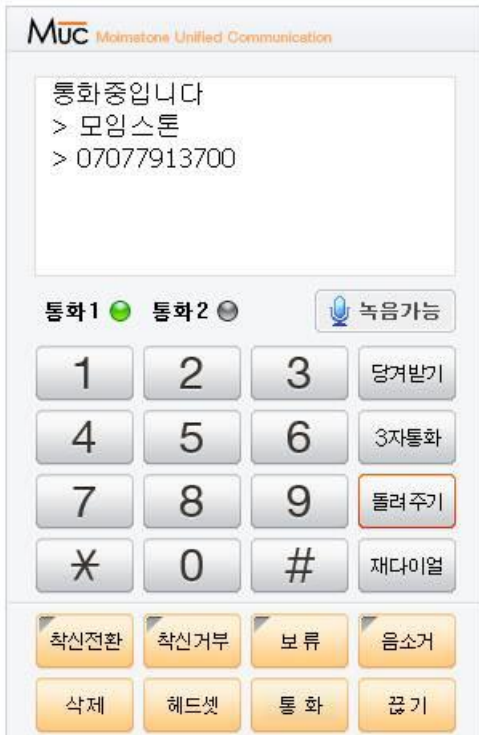 MUC Moimstone Unified Communication
통화중입니다
> 모임스톤
> 07077913700
통화1 통화2 녹음가능
1 2 3 당겨받기
4 5 6 3자통화
7 8 9 돌려주기
* 0 # 재다이얼
착신전환 착신거부 보류 음소거
삭제 헤드셋 통화 끊기